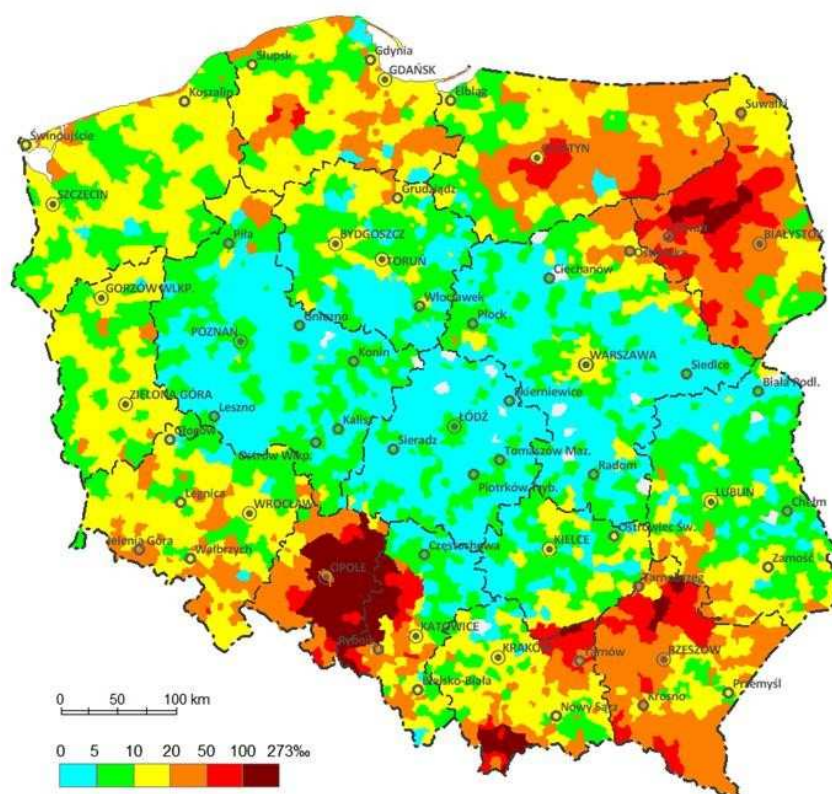 Słupsk
Gdynia
GDAŃSK
Koszalin
Elbląg
Suwałki
Świnoujście
SZCZECIN
Grudziądz
Piła
BYDGOSZCZ
TORUŃ
BIAŁYSTOK
Ciechanów
GORZÓW WLKP.
Włocławek
Płock
Gniezno
POZNAŃ
Konin
WARSZAWA
Siedlce
Biała Podl.
ZIELONA GÓRA
Leszno
Skierniewice
ŁÓDŹ
Kalisz
Głogów
Sieradz
Ostrów Wlkp.
Tomaszów Maz.
Radom
Piotrków Tryb.
Legnica
WROCŁAW
LUBLIN
Chełm
Ostrowiec Św.
Jelenia Góra
Wałbrzych
Częstochowa
KIELCE
Zamość
OPOLE
Tarnobrzeg
KATOWICE
Rybnik
KRAKÓW
Tarnów
RZESZÓW
Bielsko-Biała
Przemyśl
Krosno
Nowy Sącz
0 50 100 km
0 5 10 20 50 100 273‰